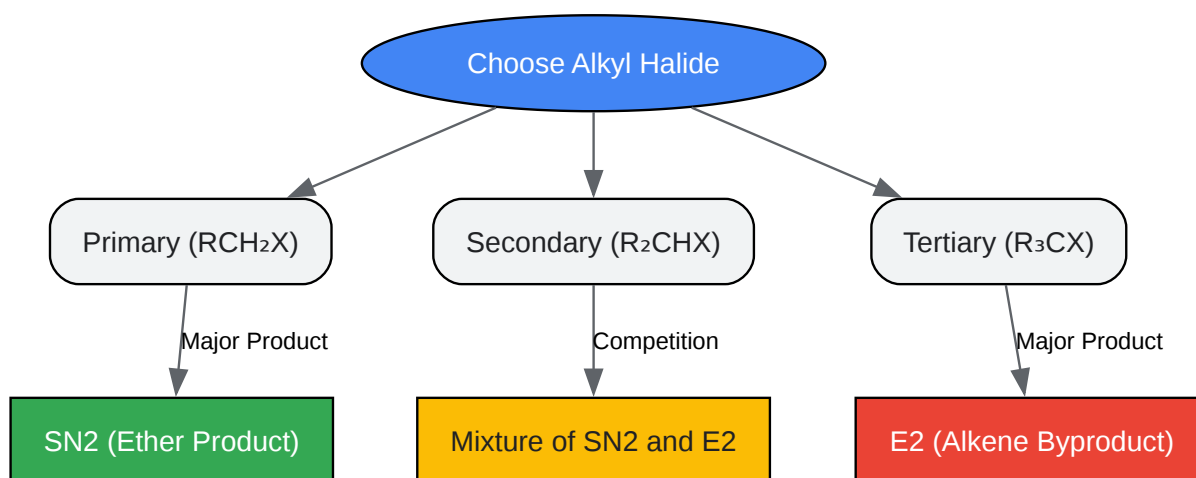 Choose Alkyl Halide
Primary (RCH₂X)
Secondary (R₂CHX)
Tertiary (R₃CX)
Major Product
Competition
Major Product
SN2 (Ether Product)
Mixture of SN2 and E2
E2 (Alkene Byproduct)